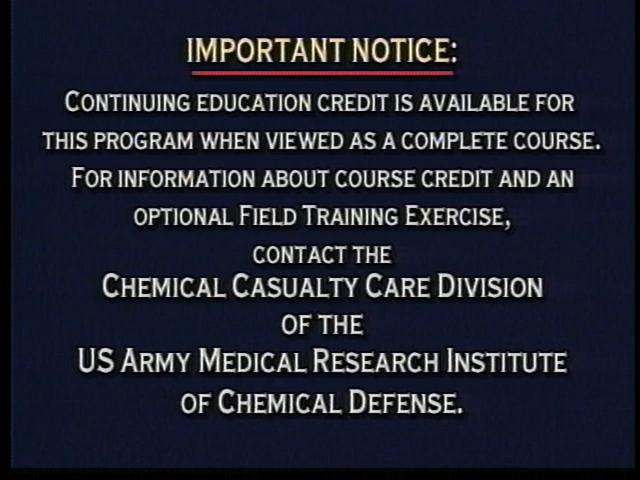 IMPORTANT NOTICE:
CONTINUING EDUCATION CREDIT IS AVAILABLE FOR
THIS PROGRAM WHEN VIEWED AS A COMPLETE COURSE.
FOR INFORMATION ABOUT COURSE CREDIT AND AN
OPTIONAL FIELD TRAINING EXERCISE,
CONTACT THE
CHEMICAL CASUALTY CARE DIVISION
OF THE
US ARMY MEDICAL RESEARCH INSTITUTE
OF CHEMICAL DEFENSE.